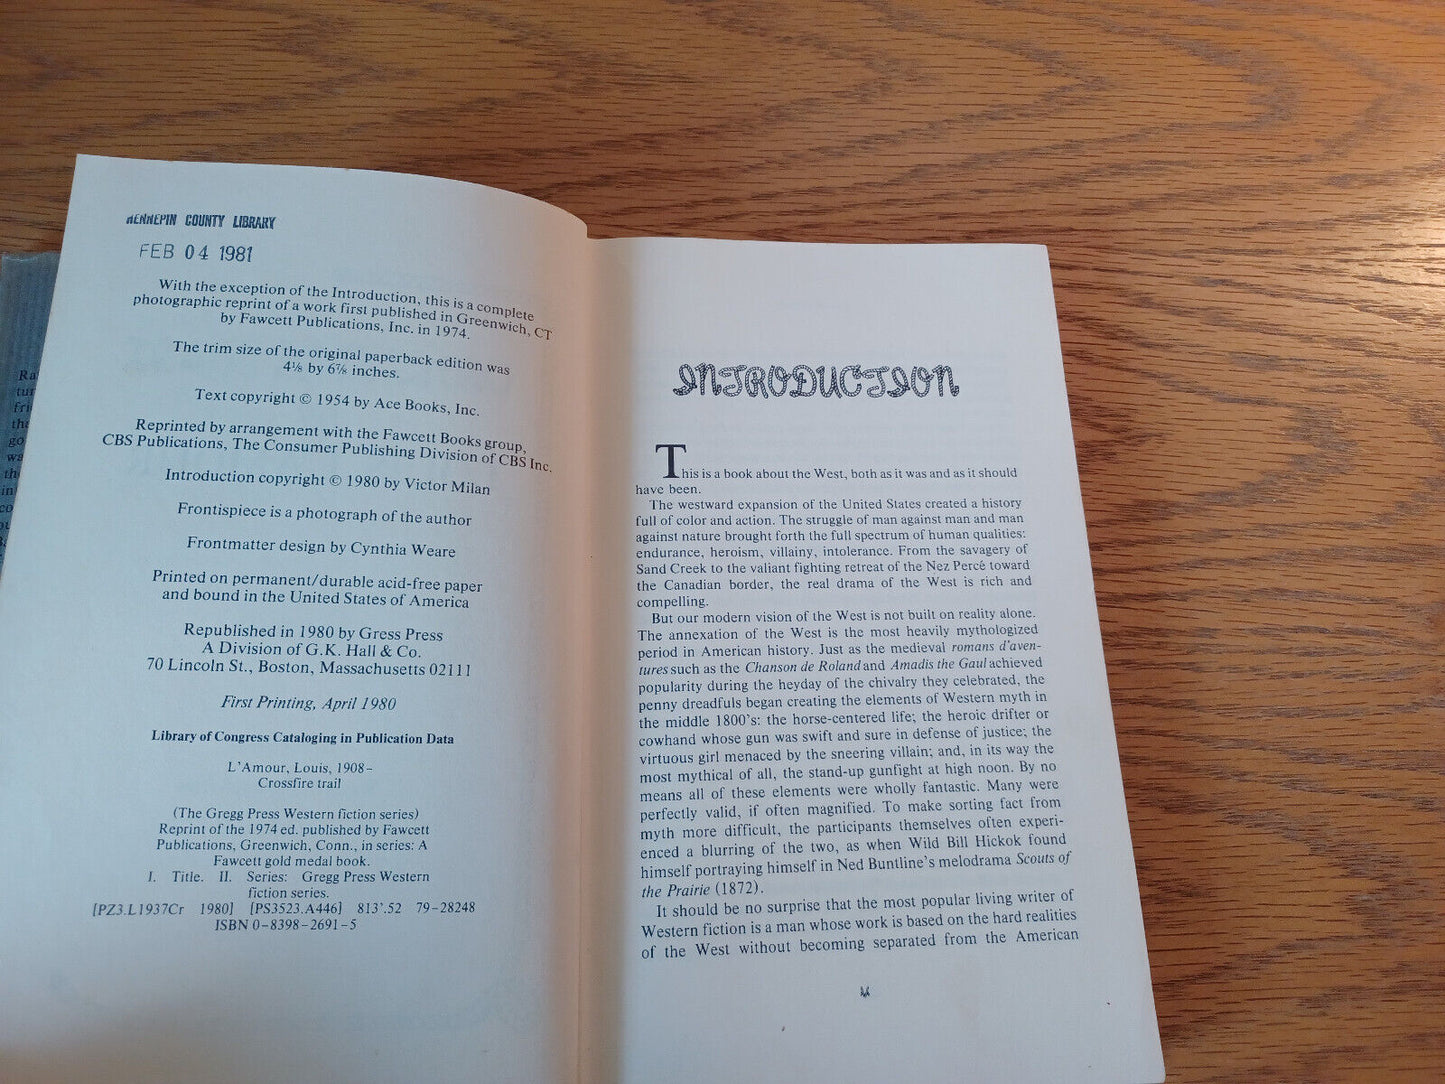 HENNEPIN COUNTY LIBRARY
FEB 04 1981
With the exception of the Introduction, this is a complete
photographic reprint of a work first published in Greenwich, CT
by Fawcett Publications, Inc. in 1974.
The trim size of the original paperback edition was
4⅛ by 6⅞ inches.
Text copyright © 1954 by Ace Books, Inc.
Reprinted by arrangement with the Fawcett Books group,
CBS Publications, The Consumer Publishing Division of CBS Inc.
Introduction copyright © 1980 by Victor Milan
Frontispiece is a photograph of the author
Frontmatter design by Cynthia Weare
Printed on permanent/durable acid-free paper
and bound in the United States of America
Republished in 1980 by Gress Press
A Division of G.K. Hall & Co.
70 Lincoln St., Boston, Massachusetts 02111
First Printing, April 1980
Library of Congress Cataloging in Publication Data
L'Amour, Louis, 1908–
Crossfire trail
(The Gregg Press Western fiction series)
Reprint of the 1974 ed. published by Fawcett
Publications, Greenwich, Conn., in series: A
Fawcett gold medal book.
I. Title. II. Series: Gregg Press Western
fiction series.
[PZ3.L1937Cr 1980] [PS3523.A446] 813'.52 79-28248
ISBN 0-8398-2691-5
INTRODUCTION
This is a book about the West, both as it was and as it should
have been.
The westward expansion of the United States created a history
full of color and action. The struggle of man against man and man
against nature brought forth the full spectrum of human qualities:
endurance, heroism, villainy, intolerance. From the savagery of
Sand Creek to the valiant fighting retreat of the Nez Percé toward
the Canadian border, the real drama of the West is rich and
compelling.
But our modern vision of the West is not built on reality alone.
The annexation of the West is the most heavily mythologized
period in American history. Just as the medieval romans d'aven-
tures such as the Chanson de Roland and Amadis the Gaul achieved
popularity during the heyday of the chivalry they celebrated, the
penny dreadfuls began creating the elements of Western myth in
the middle 1800's: the horse-centered life; the heroic drifter or
cowhand whose gun was swift and sure in defense of justice; the
virtuous girl menaced by the sneering villain; and, in its way the
most mythical of all, the stand-up gunfight at high noon. By no
means all of these elements were wholly fantastic. Many were
perfectly valid, if often magnified. To make sorting fact from
myth more difficult, the participants themselves often experi-
enced a blurring of the two, as when Wild Bill Hickok found
himself portraying himself in Ned Buntline's melodrama Scouts of
the Prairie (1872).
It should be no surprise that the most popular living writer of
Western fiction is a man whose work is based on the hard realities
of the West without becoming separated from the American